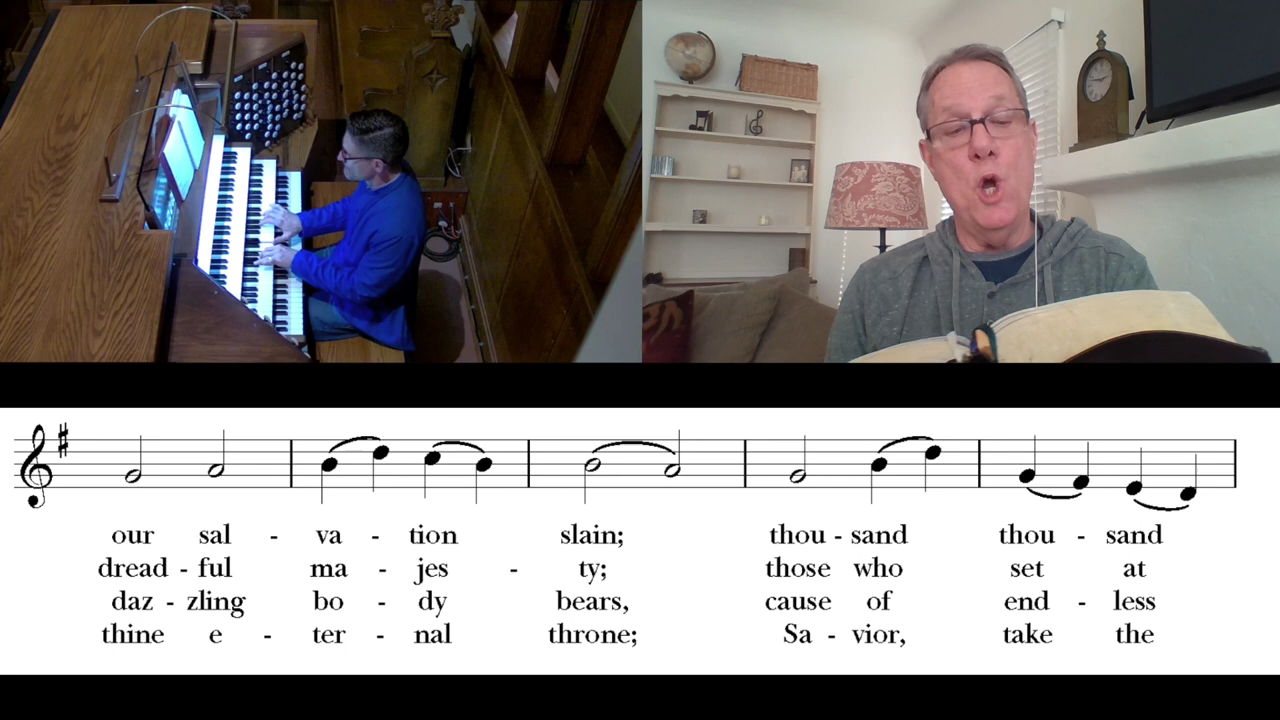 our sal - va - tion slain; thou - sand thou - sand
dread - ful ma - jes - ty; those who set at
daz - zling bo - dy bears, cause of end - less
thine e - ter - nal throne; Sa - vior, take the